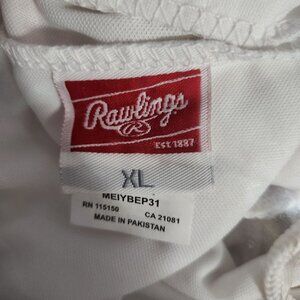 Rawlings
R
EST. 1887
XL
MEIYBEP31
RN 115150 CA 21081
MADE IN PAKISTAN